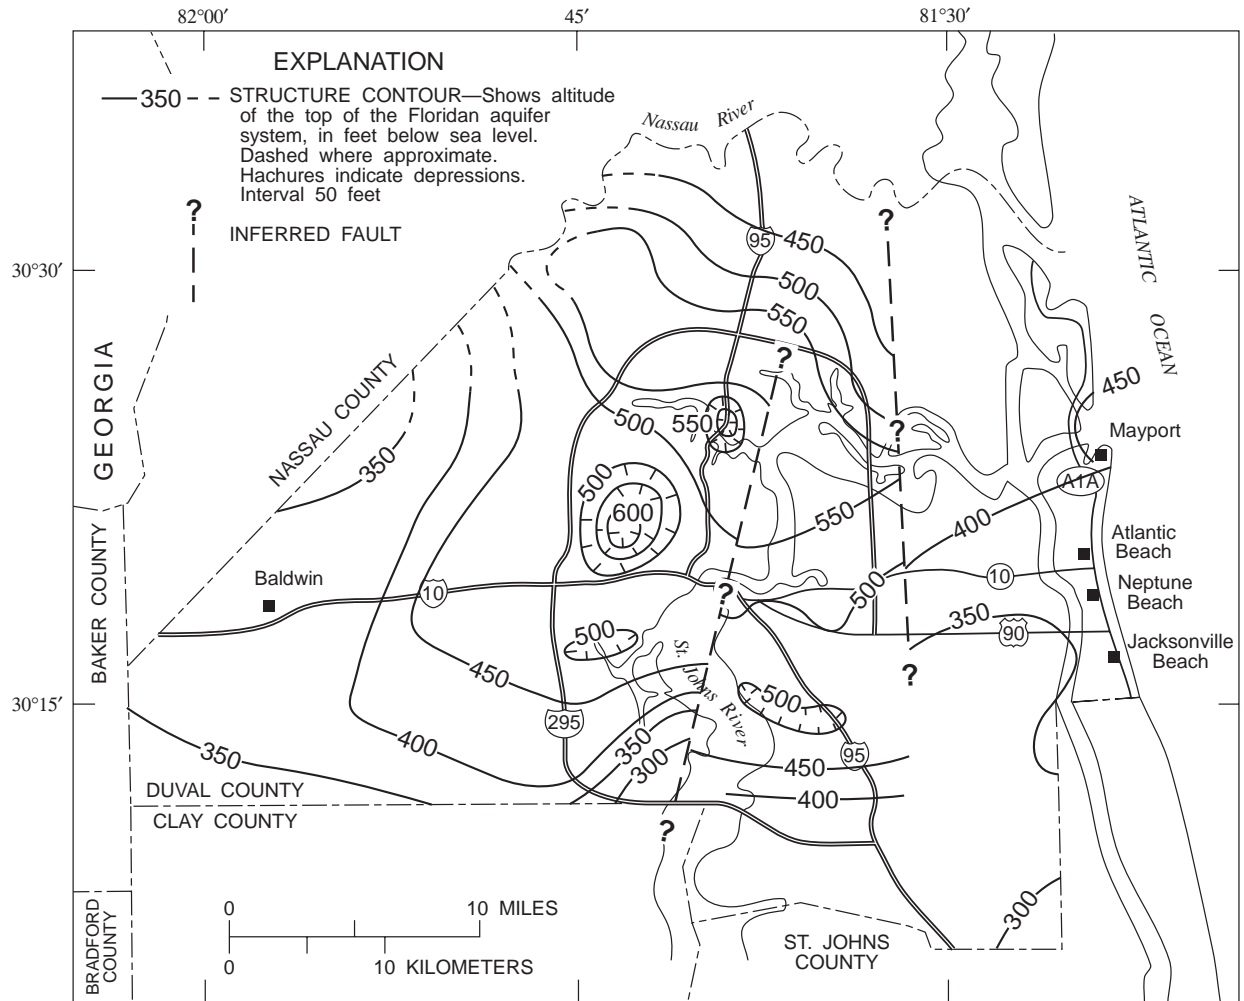 82°00′
45′
81°30′
EXPLANATION
350
STRUCTURE CONTOUR—Shows altitude
of the top of the Floridan aquifer
system, in feet below sea level.
Dashed where approximate.
Hachures indicate depressions.
Interval 50 feet
?
INFERRED FAULT
Nassau River
ATLANTIC OCEAN
30°30′
95
450
?
500
550
GEORGIA
NASSAU COUNTY
?
450
500
550
?
Mayport
350
500
600
A1A
550
400
BAKER COUNTY
Baldwin
10
Atlantic
Beach
10
500
Neptune
Beach
?
350
90
500
Jacksonville
Beach
St. Johns River
450
?
500
30°15′
295
350
400
350
300
95
450
400
DUVAL COUNTY
CLAY COUNTY
?
300
BRADFORD
COUNTY
0
10 MILES
0
10 KILOMETERS
ST. JOHNS
COUNTY